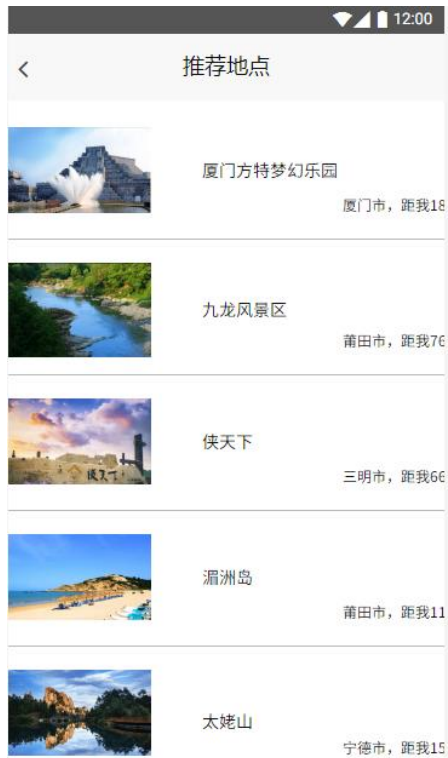 12:00
推荐地点
厦门方特梦幻乐园
厦门市，距我18
九龙风景区
莆田市，距我76
侠天下
侠天下
三明市，距我66
湄洲岛
莆田市，距我11
太姥山
宁德市，距我15